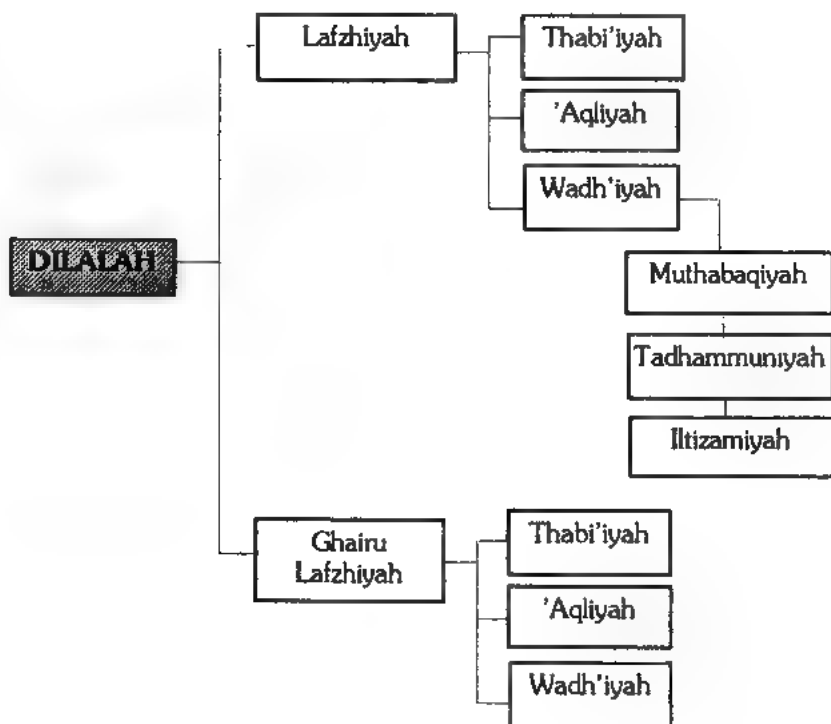 Lafzhiyah
Thabi'iyah
'Aqliyah
Wadh'iyah
DILALAH
Muthabaqiyah
Tadhammuniyah
Iltizamiyah
Ghairu
Lafzhiyah
Thabi'iyah
'Aqliyah
Wadh'iyah